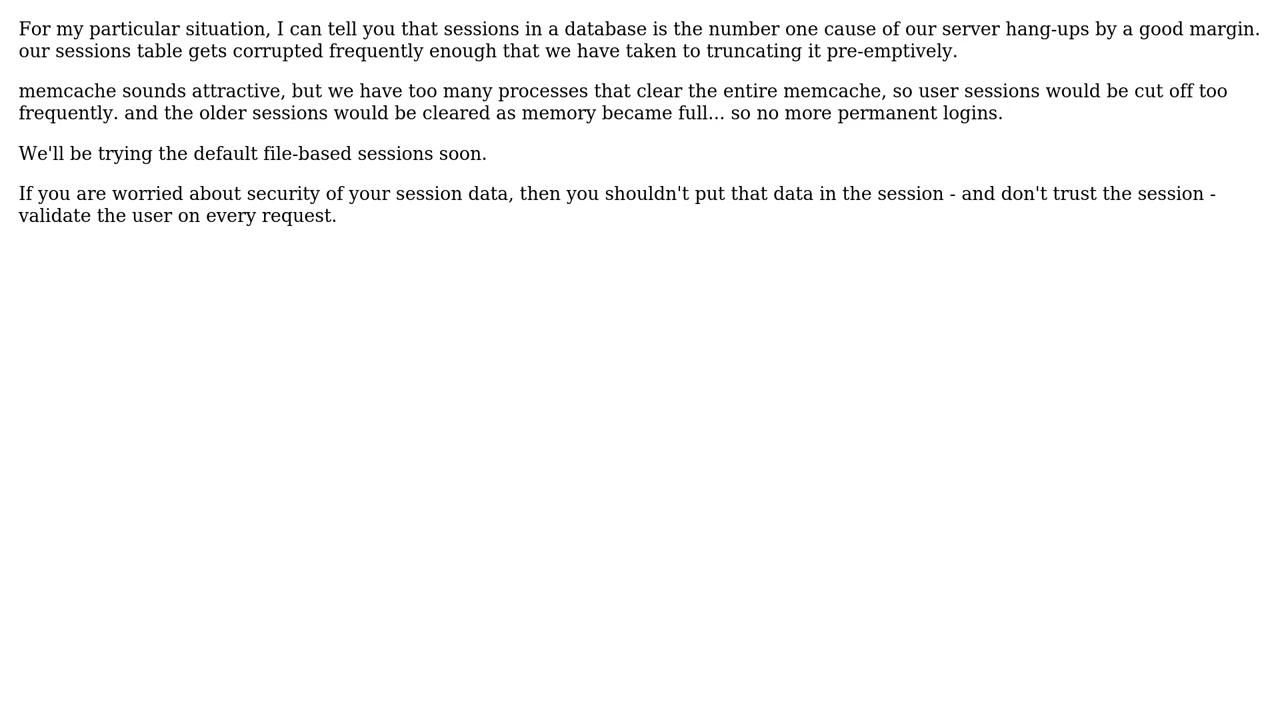 For my particular situation, I can tell you that sessions in a database is the number one cause of our server hang-ups by a good margin.
our sessions table gets corrupted frequently enough that we have taken to truncating it pre-emptively.
memcache sounds attractive, but we have too many processes that clear the entire memcache, so user sessions would be cut off too
frequently. and the older sessions would be cleared as memory became full... so no more permanent logins.
We'll be trying the default file-based sessions soon.
If you are worried about security of your session data, then you shouldn't put that data in the session - and don't trust the session -
validate the user on every request.